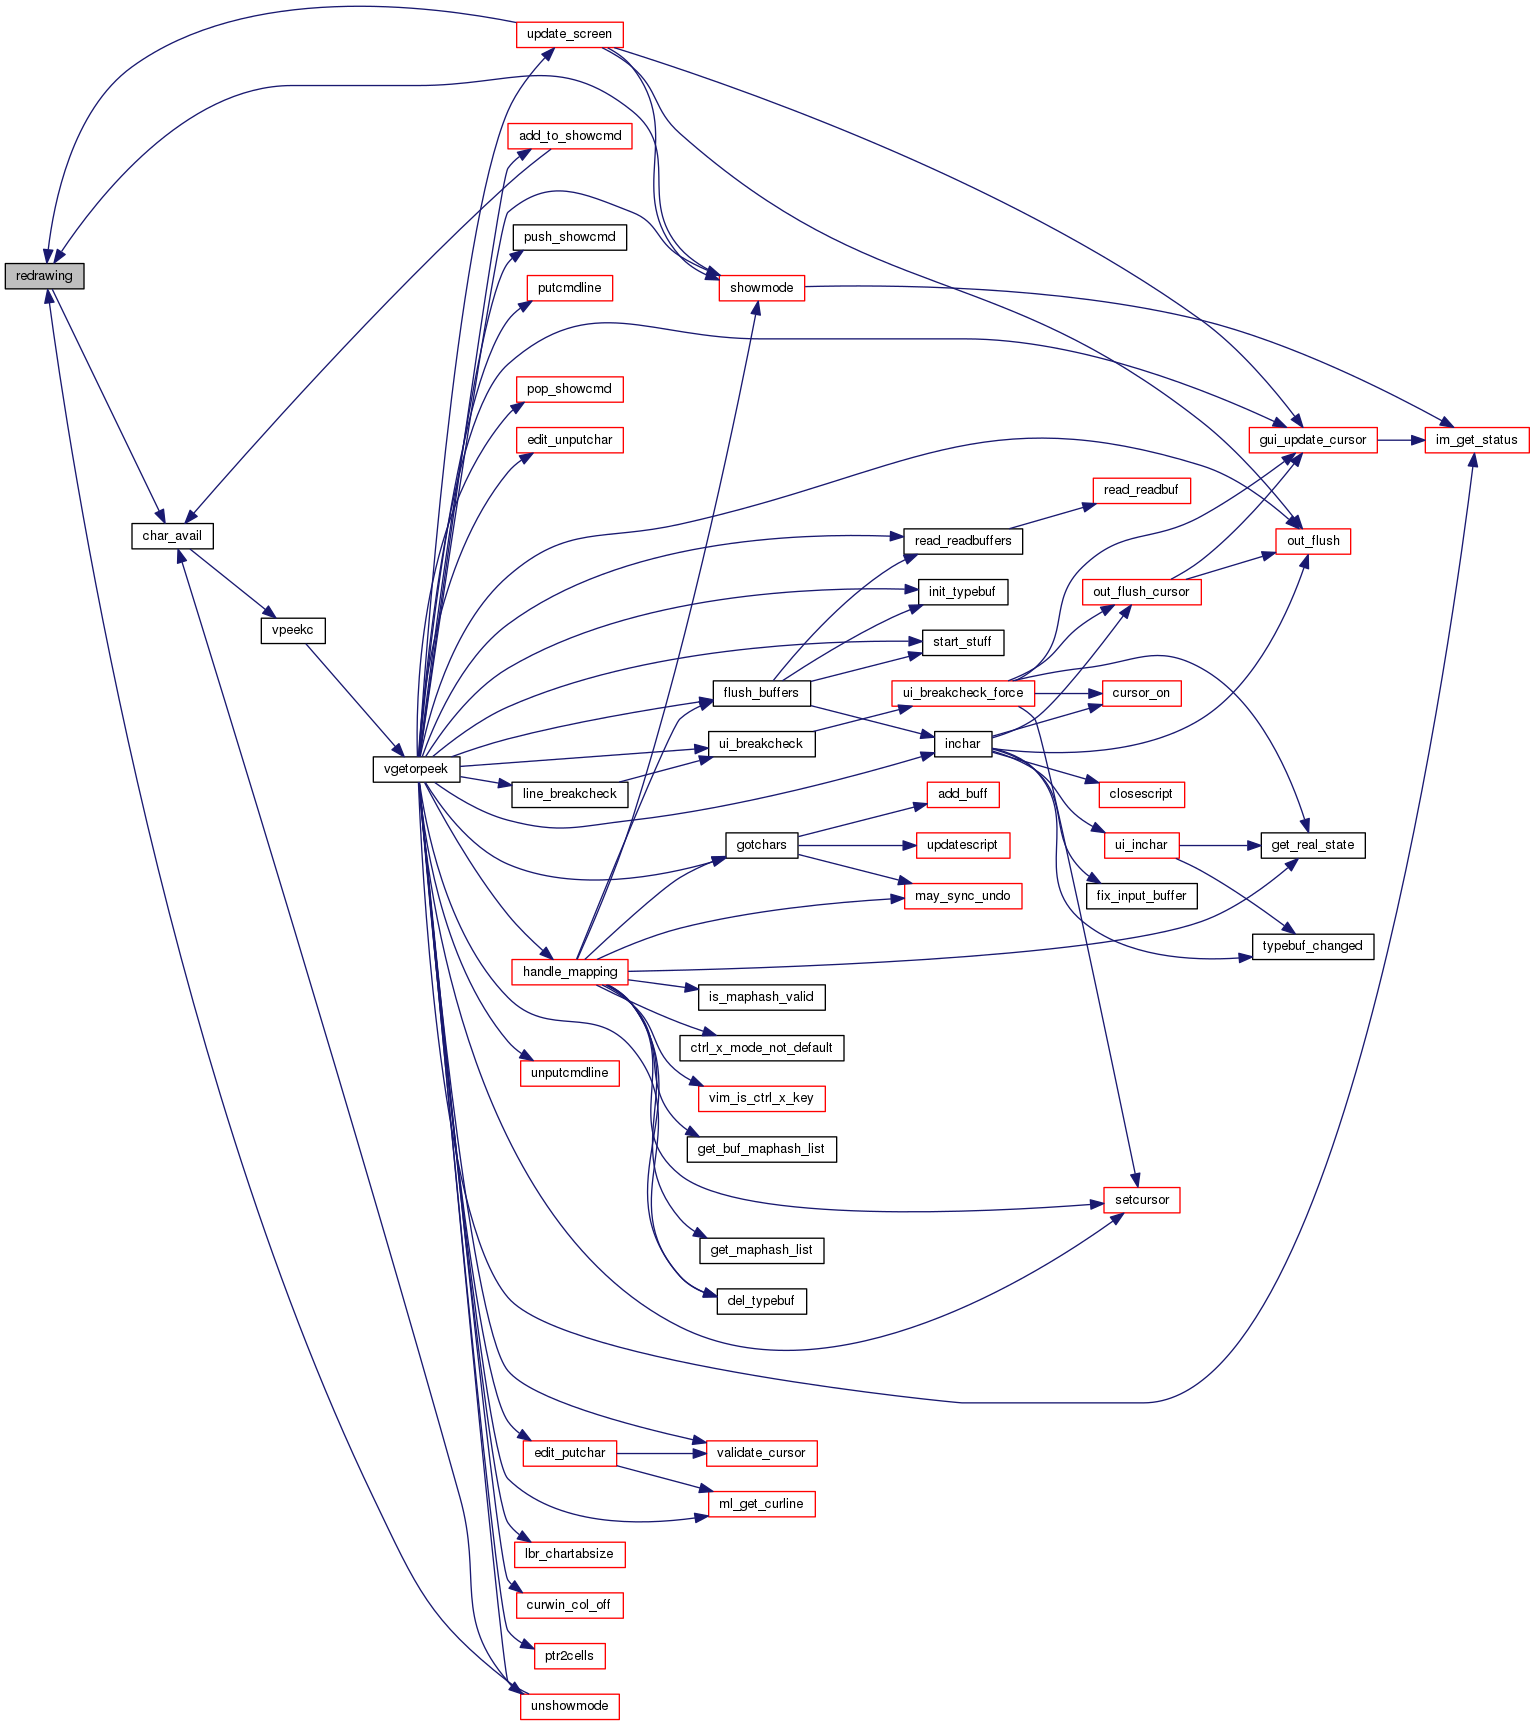 update_screen
add_to_showcmd
push_showcmd
redrawing
putcmdline
showmode
pop_showcmd
edit_unputchar
gui_update_cursor
im_get_status
read_readbuf
char_avail
read_readbuffers
out_flush
init_typebuf
out_flush_cursor
vpeekc
start_stuff
flush_buffers
ui_breakcheck_force
cursor_on
ui_breakcheck
inchar
vgetorpeek
line_breakcheck
add_buff
closescript
gotchars
updatescript
ui_inchar
get_real_state
may_sync_undo
fix_input_buffer
typebuf_changed
handle_mapping
is_maphash_valid
ctrl_x_mode_not_default
unputcmdline
vim_is_ctrl_x_key
get_buf_maphash_list
setcursor
get_maphash_list
del_typebuf
edit_putchar
validate_cursor
ml_get_curline
lbr_chartabsize
curwin_col_off
ptr2cells
unshowmode